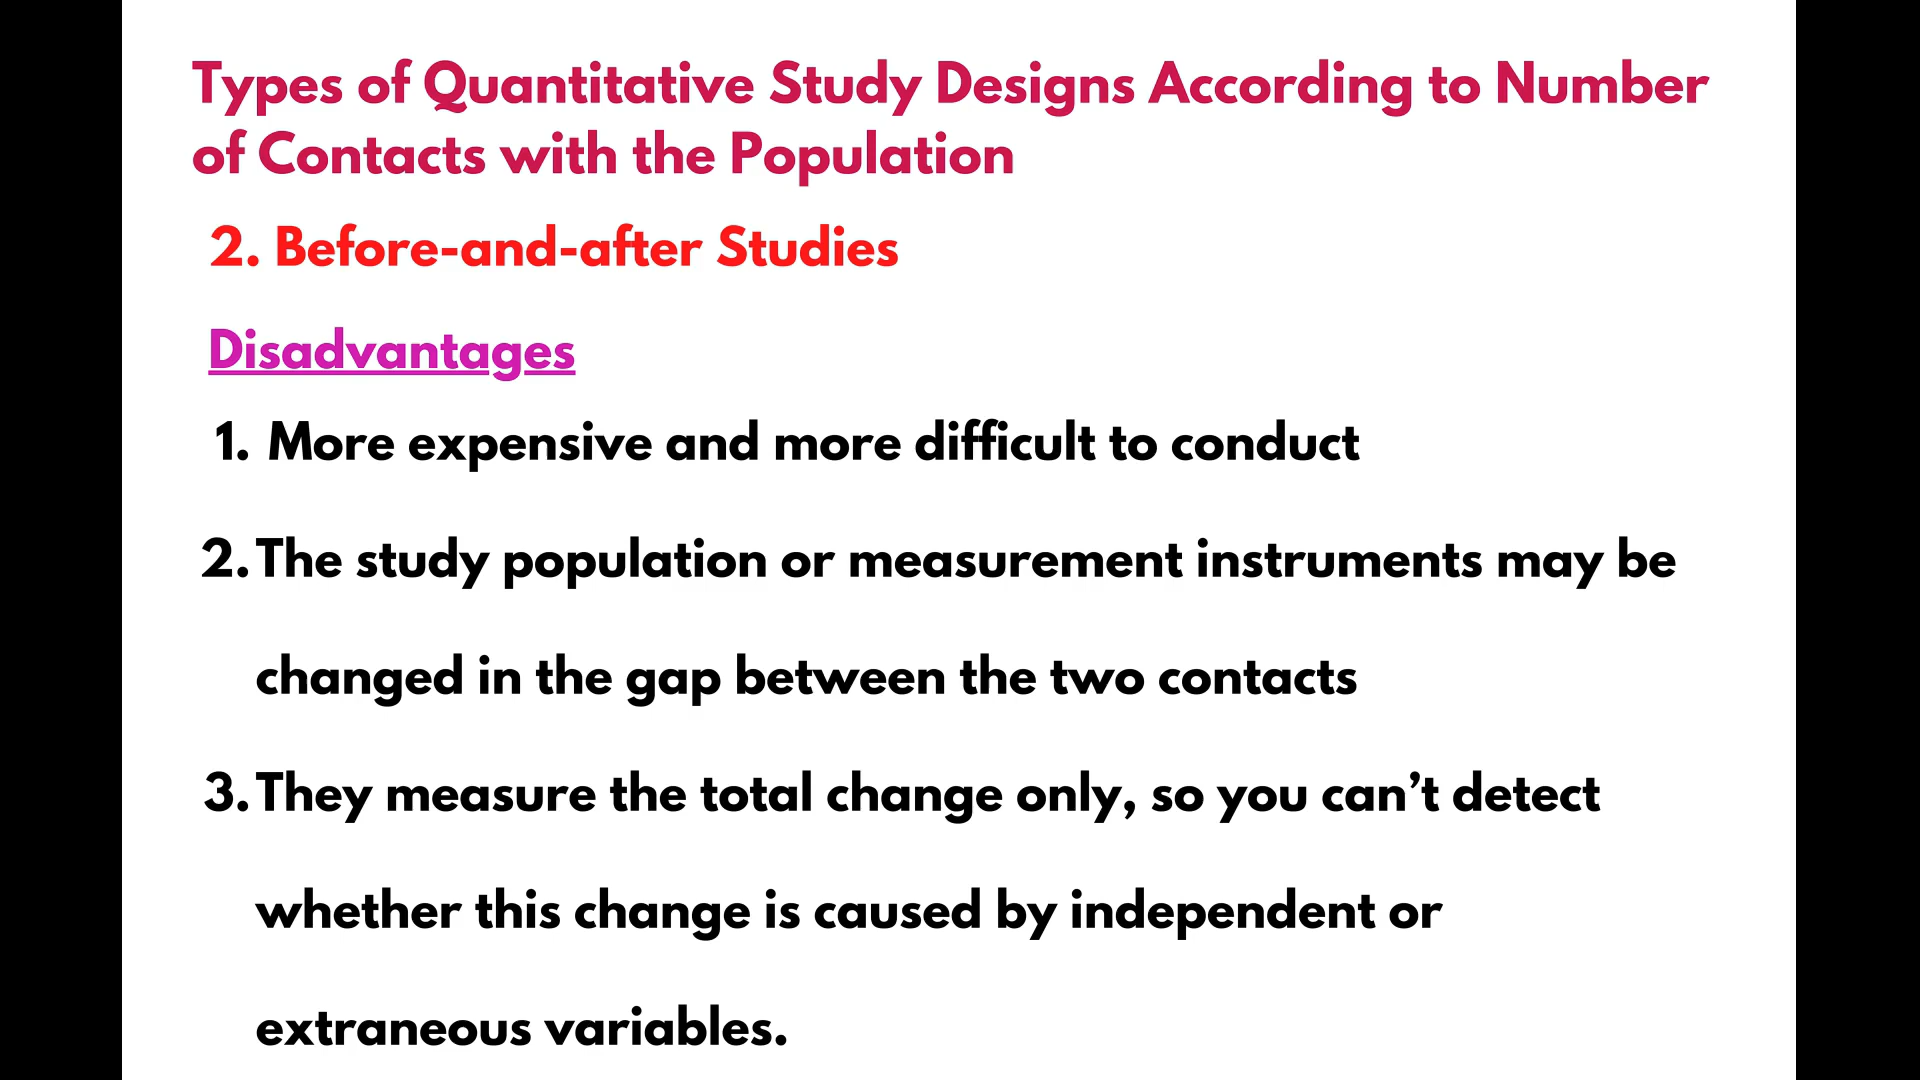 Types of Quantitative Study Designs According to Number
of Contacts with the Population
2. Before-and-after Studies
Disadvantages
1. More expensive and more difficult to conduct
2. The study population or measurement instruments may be
changed in the gap between the two contacts
3. They measure the total change only, so you can’t detect
whether this change is caused by independent or
extraneous variables.